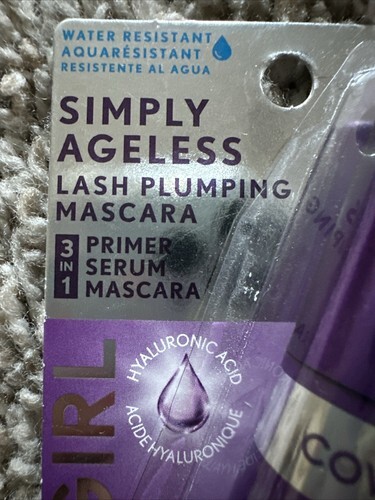 WATER RESISTANT
AQUARÉSISTANT
RESISTENTE AL AGUA
SIMPLY
AGELESS
LASH PLUMPING
MASCARA
3 IN 1
PRIMER
SERUM
MASCARA
HYALURONIC ACID
ACIDE HYALURONIQUE
GIRL
COV